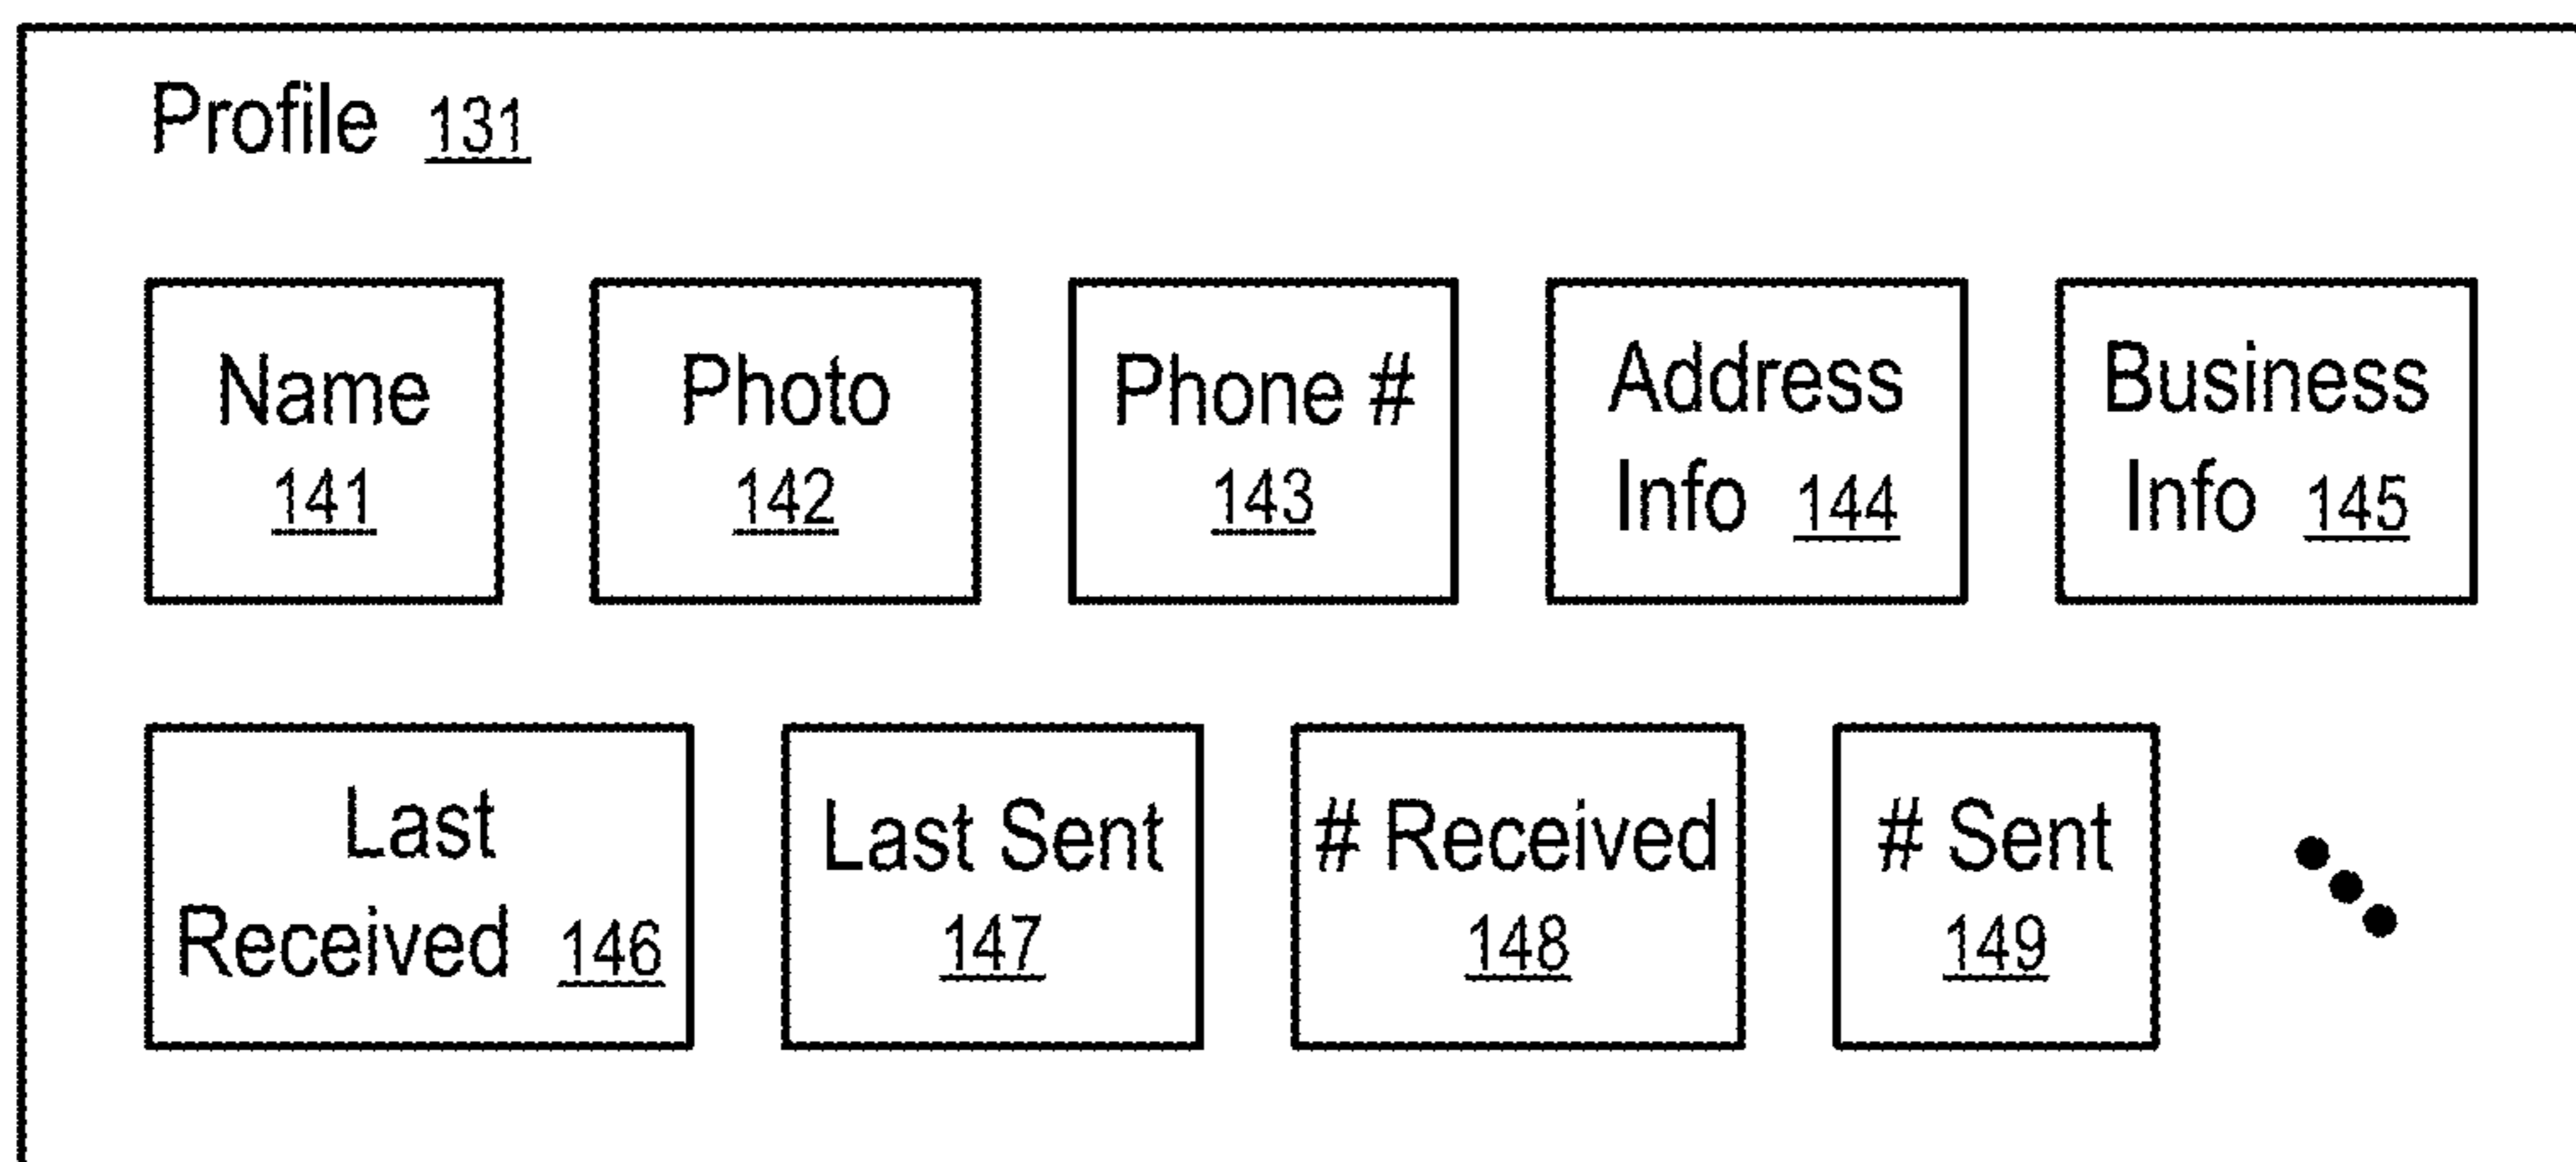 Profile 131
Name
141
Photo
142
Phone #
143
Address
Info 144
Business
Info 145
Last
Received 146
Last Sent
147
# Received
148
# Sent
149